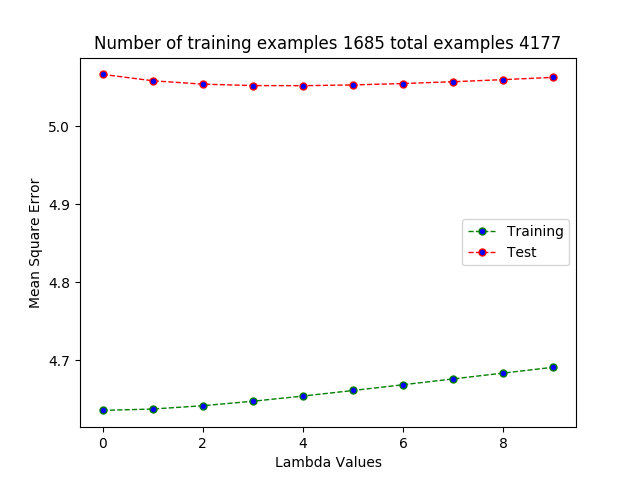 Number of training examples 1685 total examples 4177
5.0
4.9
4.8
4.7
Mean Square Error
Training
Test
0 2 4 6 8
Lambda Values